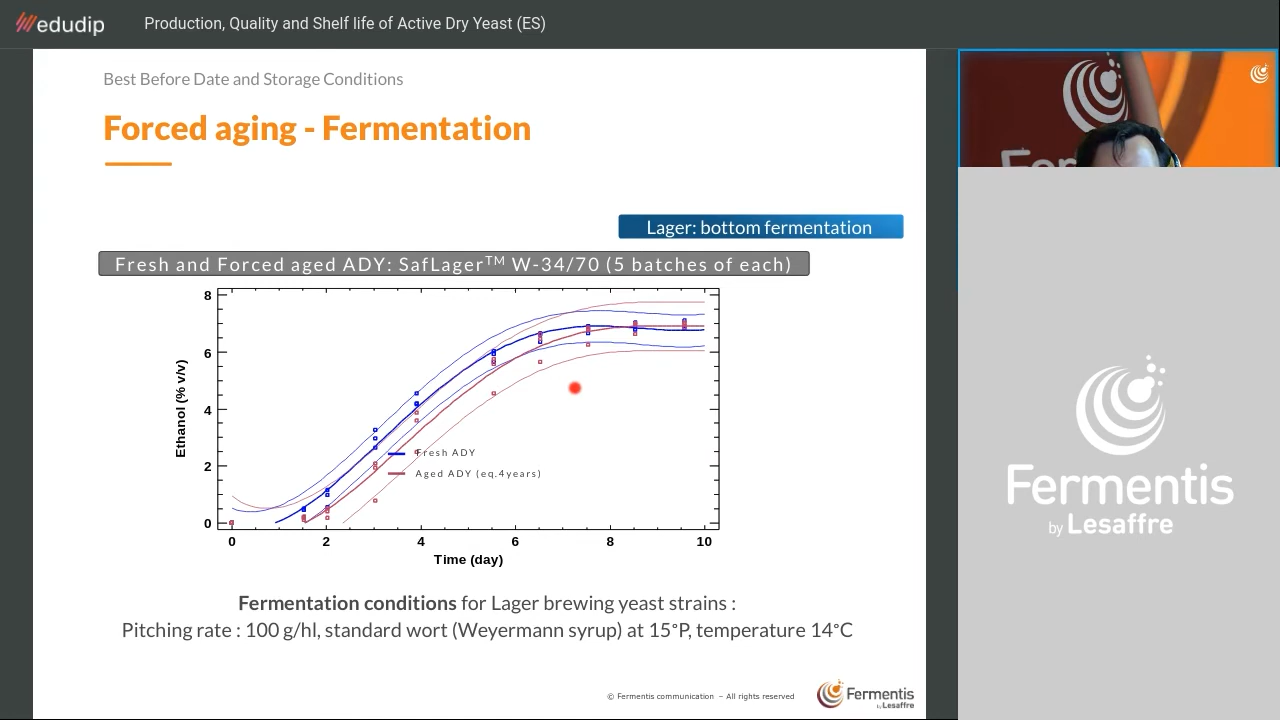 edudip
Production, Quality and Shelf life of Active Dry Yeast (ES)
Best Before Date and Storage Conditions
Forced aging - Fermentation
Lager: bottom fermentation
Fresh and Forced aged ADY: SafLager™ W-34/70 (5 batches of each)
8
6
4
2
0
Ethanol (% v/v)
Fresh ADY
Aged ADY (eq.4years)
0 2 4 6 8 10
Time (day)
Fermentation conditions for Lager brewing yeast strains :
Pitching rate : 100 g/hl, standard wort (Weyermann syrup) at 15°P, temperature 14°C
© Fermentis communication – All rights reserved
Fermentis
by Lesaffre
Fer
Fermentis
by Lesaffre